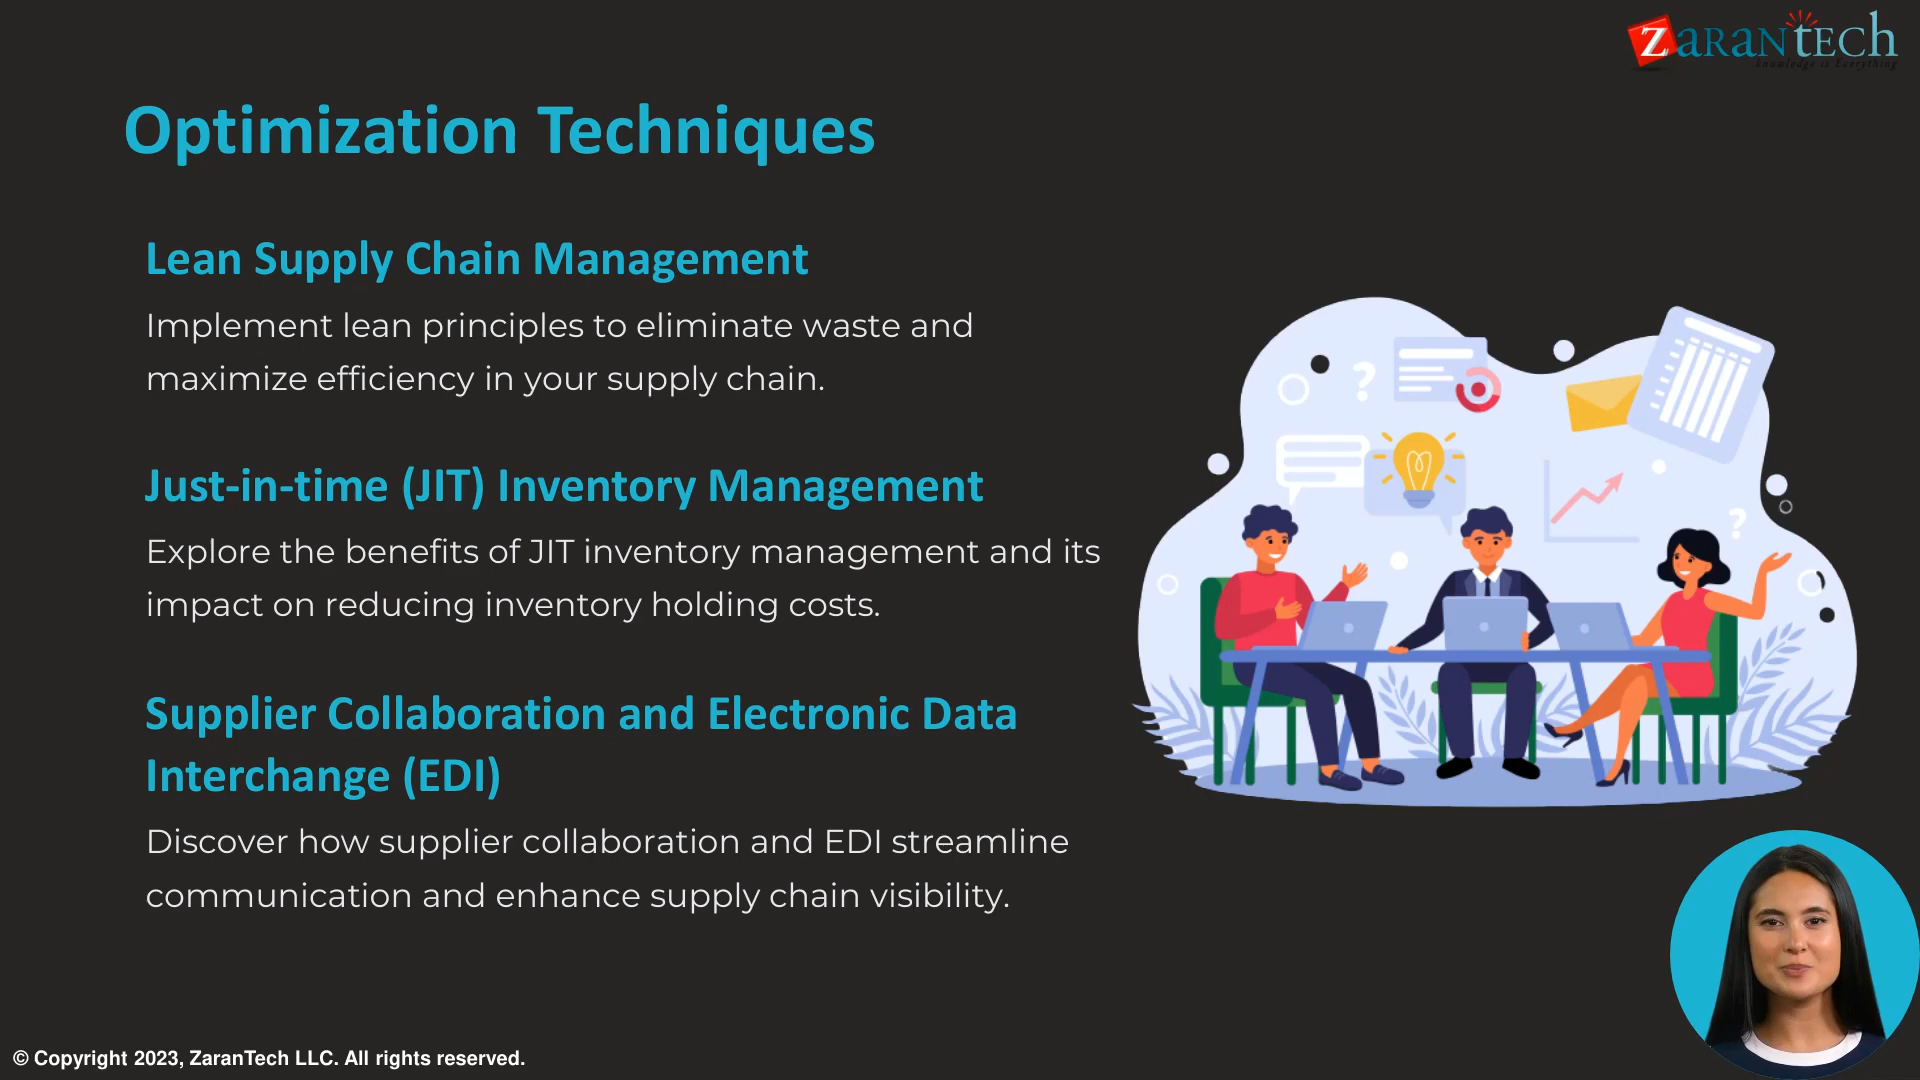 ZaranTech
knowledge is Everything
Optimization Techniques
Lean Supply Chain Management
Implement lean principles to eliminate waste and
maximize efficiency in your supply chain.
Just-in-time (JIT) Inventory Management
Explore the benefits of JIT inventory management and its
impact on reducing inventory holding costs.
Supplier Collaboration and Electronic Data
Interchange (EDI)
Discover how supplier collaboration and EDI streamline
communication and enhance supply chain visibility.
? 
?
© Copyright 2023, ZaranTech LLC. All rights reserved.